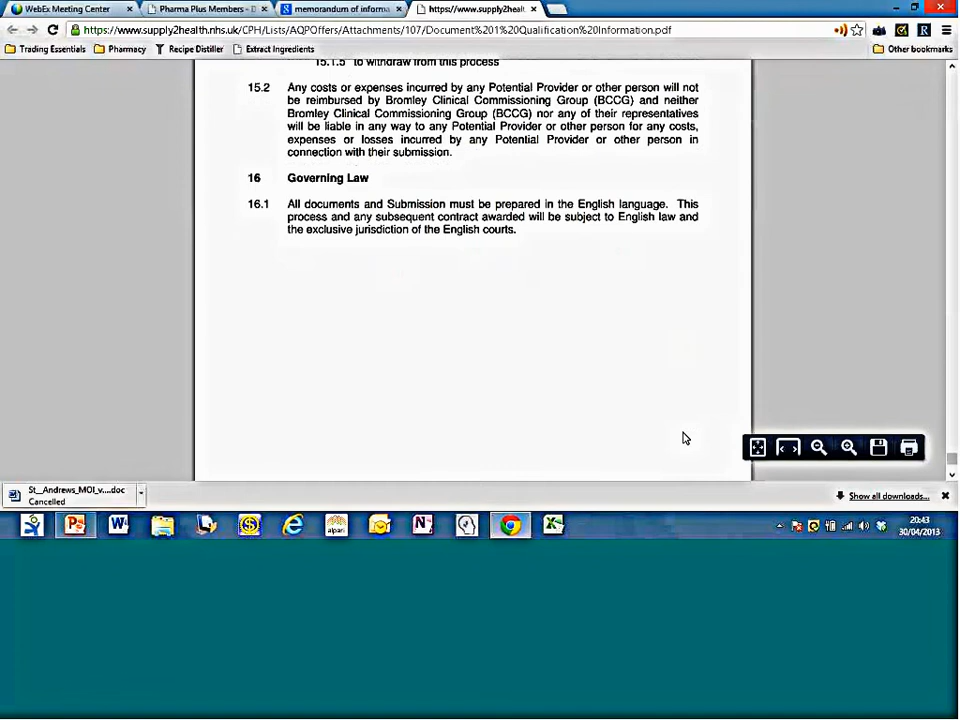 WebEx Meeting Center
Pharma Plus Members - D
memorandum of informa
https://www.supply2healt
https://www.supply2health.nhs.uk/CPH/Lists/AQPOffers/Attachments/107/Document%201%20Qualification%20Information.pdf
Trading Essentials
Pharmacy
Recipe Distiller
Extract Ingredients
Other bookmarks
15.1.5 to withdraw from this process
15.2 Any costs or expenses incurred by any Potential Provider or other person will not
be reimbursed by Bromley Clinical Commissioning Group (BCCG) and neither
Bromley Clinical Commissioning Group (BCCG) nor any of their representatives
will be liable in any way to any Potential Provider or other person for any costs,
expenses or losses incurred by any Potential Provider or other person in
connection with their submission.
16 Governing Law
16.1 All documents and Submission must be prepared in the English language. This
process and any subsequent contract awarded will be subject to English law and
the exclusive jurisdiction of the English courts.
St__Andrews_MOI_v....doc
Cancelled
Show all downloads...
alpari
20:43
30/04/2013